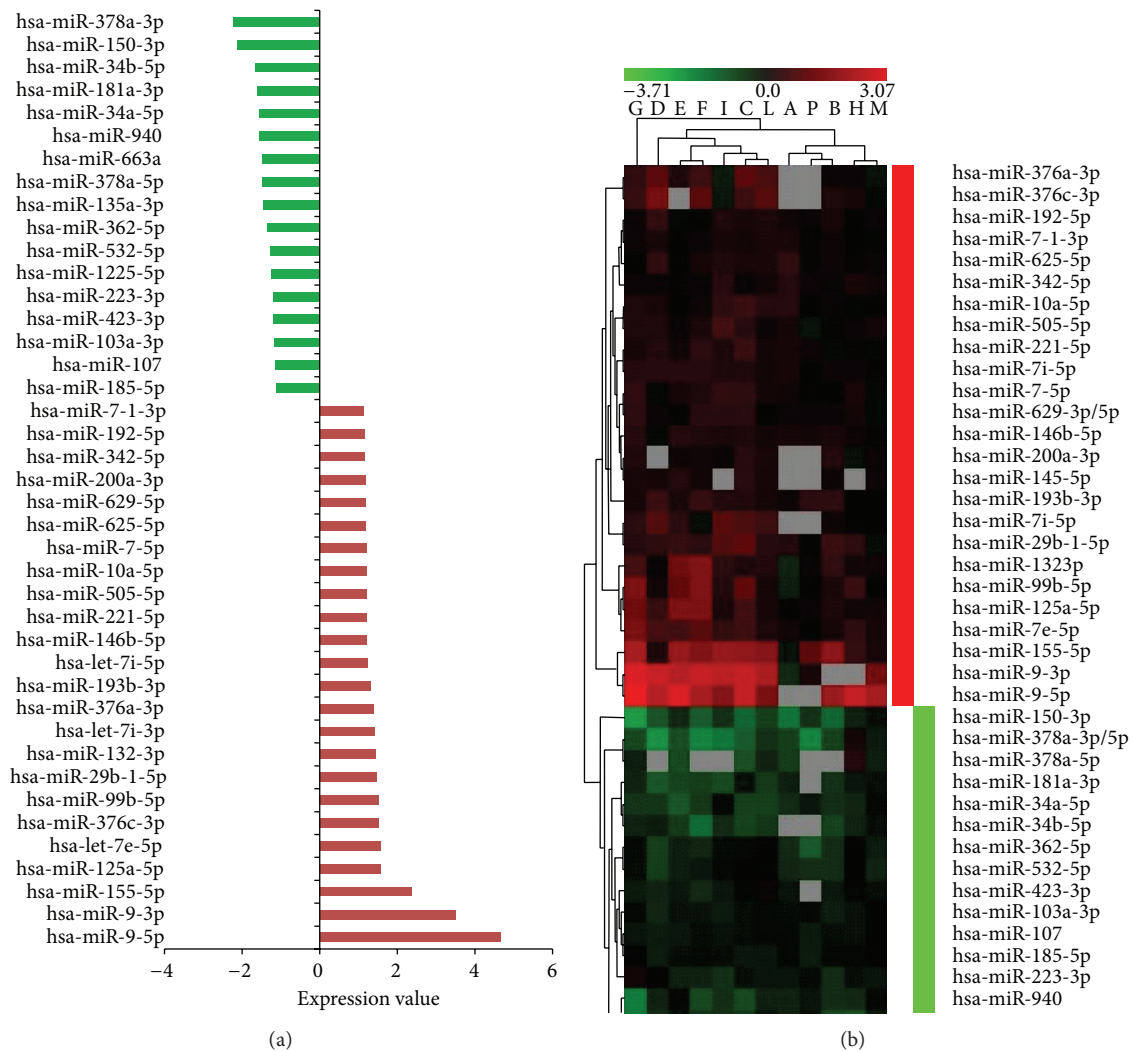 hsa-miR-378a-3p
hsa-miR-150-3p
hsa-miR-34b-5p
hsa-miR-181a-3p
hsa-miR-34a-5p
hsa-miR-940
hsa-miR-663a
hsa-miR-378a-5p
hsa-miR-135a-3p
hsa-miR-362-5p
hsa-miR-532-5p
hsa-miR-1225-5p
hsa-miR-223-3p
hsa-miR-423-3p
hsa-miR-103a-3p
hsa-miR-107
hsa-miR-185-5p
hsa-miR-7-1-3p
hsa-miR-192-5p
hsa-miR-342-5p
hsa-miR-200a-3p
hsa-miR-629-5p
hsa-miR-625-5p
hsa-miR-7-5p
hsa-miR-10a-5p
hsa-miR-505-5p
hsa-miR-221-5p
hsa-miR-146b-5p
hsa-let-7i-5p
hsa-miR-193b-3p
hsa-miR-376a-3p
hsa-let-7i-3p
hsa-miR-132-3p
hsa-miR-29b-1-5p
hsa-miR-99b-5p
hsa-miR-376c-3p
hsa-let-7e-5p
hsa-miR-125a-5p
hsa-miR-155-5p
hsa-miR-9-3p
hsa-miR-9-5p
−4 −2 0 2 4 6
Expression value
(a)
−3.71 0.0 3.07
G D E F I C L A P B H M
hsa-miR-376a-3p
hsa-miR-376c-3p
hsa-miR-192-5p
hsa-miR-7-1-3p
hsa-miR-625-5p
hsa-miR-342-5p
hsa-miR-10a-5p
hsa-miR-505-5p
hsa-miR-221-5p
hsa-miR-7i-5p
hsa-miR-7-5p
hsa-miR-629-3p/5p
hsa-miR-146b-5p
hsa-miR-200a-3p
hsa-miR-145-5p
hsa-miR-193b-3p
hsa-miR-7i-5p
hsa-miR-29b-1-5p
hsa-miR-1323p
hsa-miR-99b-5p
hsa-miR-125a-5p
hsa-miR-7e-5p
hsa-miR-155-5p
hsa-miR-9-3p
hsa-miR-9-5p
hsa-miR-150-3p
hsa-miR-378a-3p/5p
hsa-miR-378a-5p
hsa-miR-181a-3p
hsa-miR-34a-5p
hsa-miR-34b-5p
hsa-miR-362-5p
hsa-miR-532-5p
hsa-miR-423-3p
hsa-miR-103a-3p
hsa-miR-107
hsa-miR-185-5p
hsa-miR-223-3p
hsa-miR-940
(b)